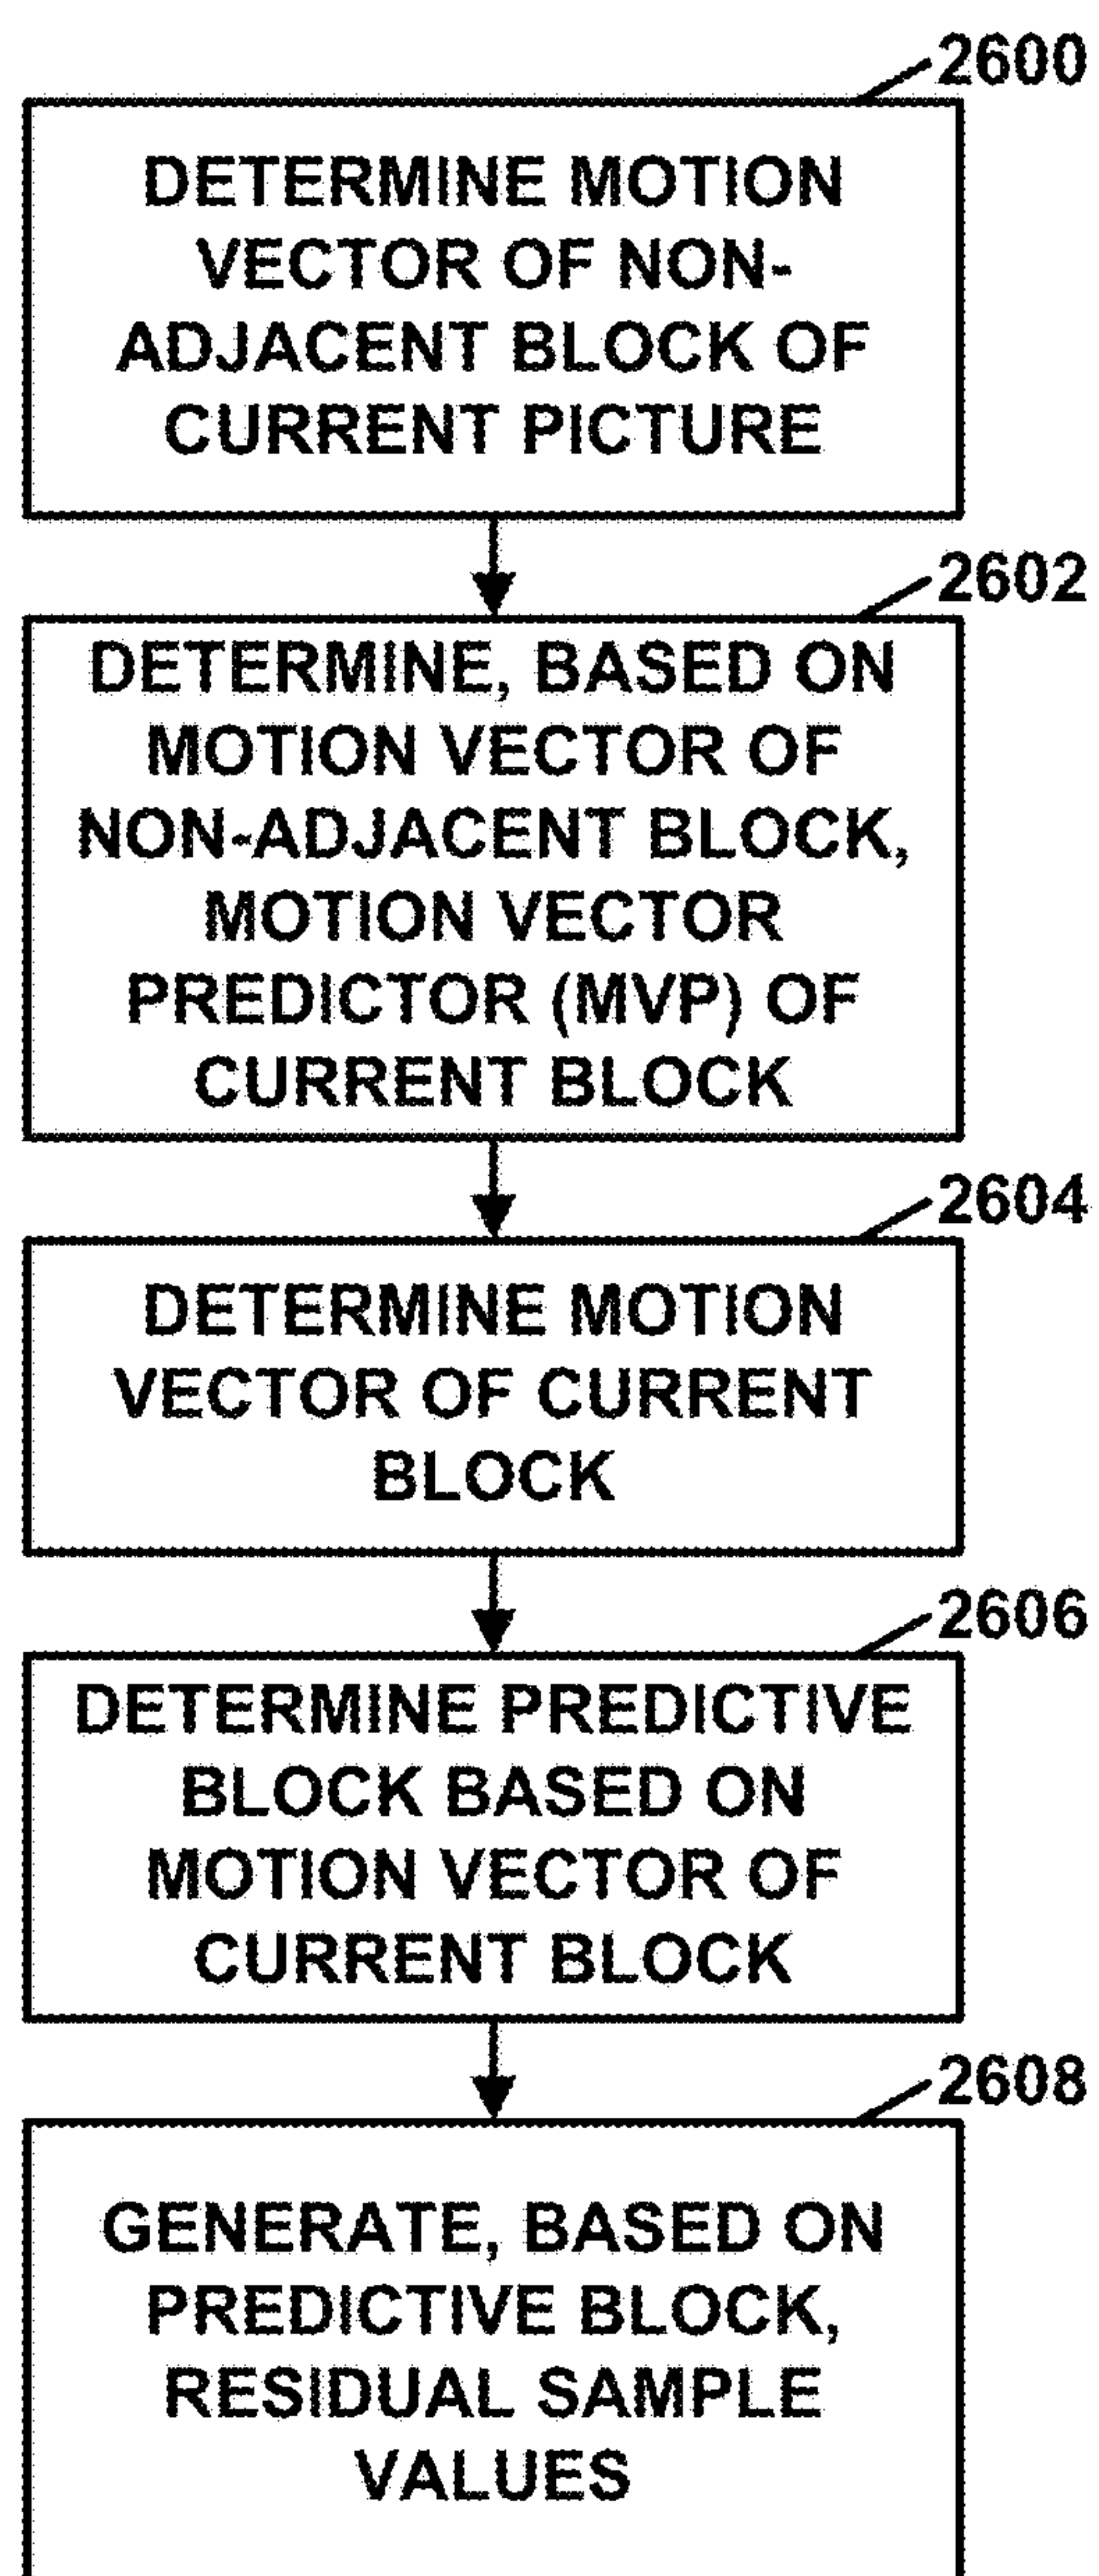 2600
DETERMINE MOTION
VECTOR OF NON-
ADJACENT BLOCK OF
CURRENT PICTURE
2602
DETERMINE, BASED ON
MOTION VECTOR OF
NON-ADJACENT BLOCK,
MOTION VECTOR
PREDICTOR (MVP) OF
CURRENT BLOCK
2604
DETERMINE MOTION
VECTOR OF CURRENT
BLOCK
2606
DETERMINE PREDICTIVE
BLOCK BASED ON
MOTION VECTOR OF
CURRENT BLOCK
2608
GENERATE, BASED ON
PREDICTIVE BLOCK,
RESIDUAL SAMPLE
VALUES